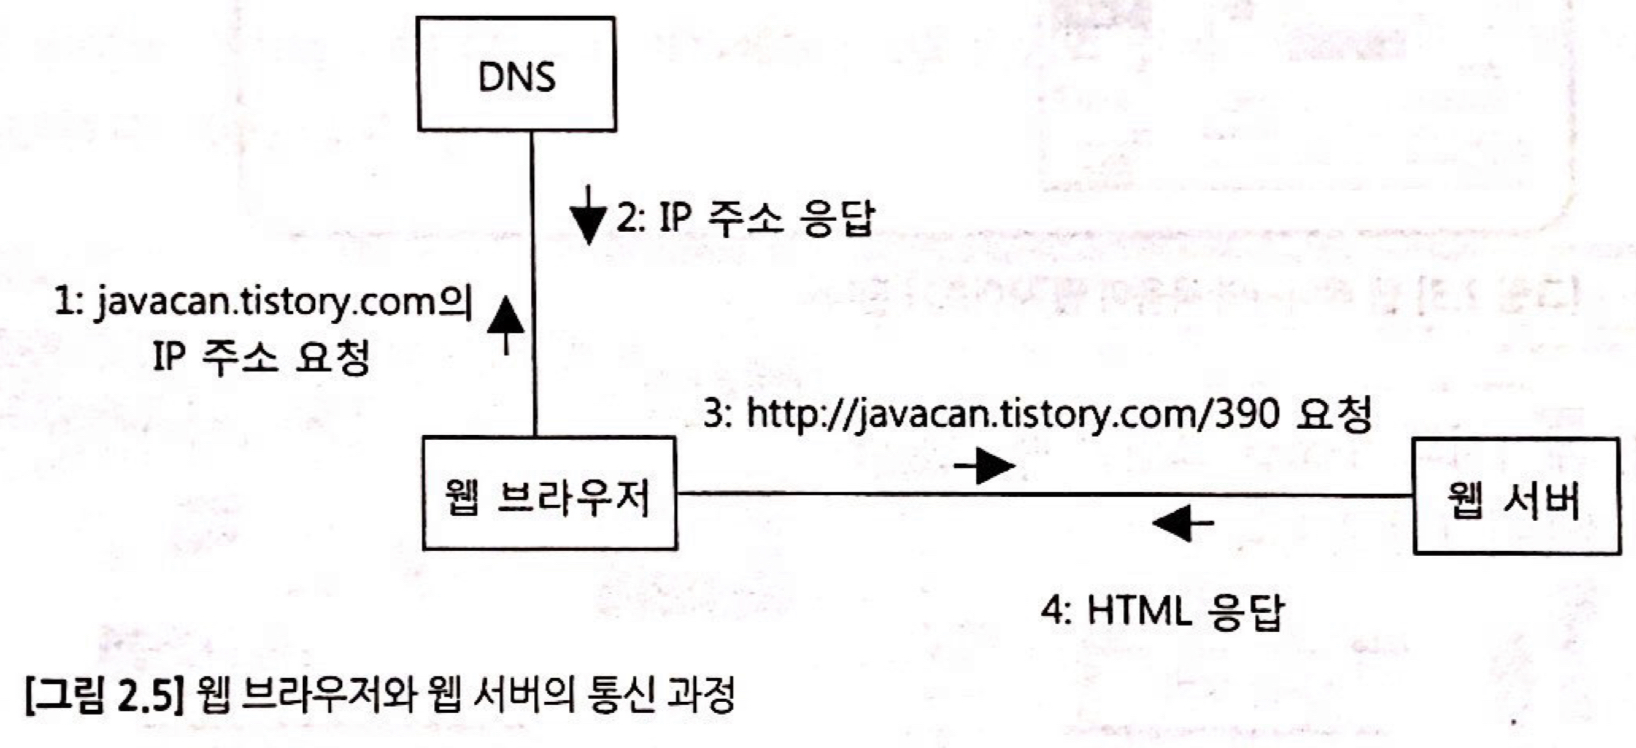 DNS
2: IP 주소 응답
1: javacan.tistory.com의
IP 주소 요청
3: http://javacan.tistory.com/390 요청
웹 브라우저
웹 서버
4: HTML 응답
[그림 2.5] 웹 브라우저와 웹 서버의 통신 과정